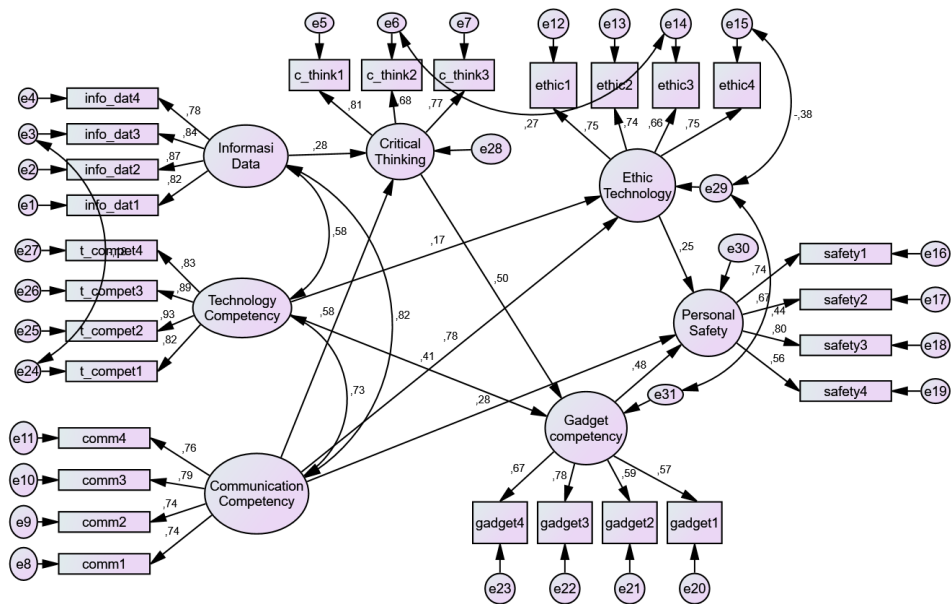 e5
e6
e7
e12
e13
e14
e15
c_think1
c_think2
c_think3
ethic1
ethic2
ethic3
ethic4
e4
info_dat4
,78
,81
,68
,77
,27
,75
,74
,66
,75
-,38
e3
info_dat3
,84
Informasi
Data
,28
Critical
Thinking
e28
e2
info_dat2
,87
e1
info_dat1
,82
Ethic
Technology
e29
,58
,17
,25
e30
e27
t_compet4
,83
e26
t_compet3
,89
e25
t_compet2
,93
e24
t_compet1
,82
Technology
Competency
,50
,82
,58
,78
,41
,73
,28
Personal
Safety
,74
safety1
e16
,67
safety2
e17
,44
,80
safety3
e18
,56
safety4
e19
,48
e31
Gadget
competency
e11
comm4
,76
e10
comm3
,79
e9
comm2
,74
e8
comm1
,74
Communication
Competency
,67
,78
,59
,57
gadget4
gadget3
gadget2
gadget1
e23
e22
e21
e20